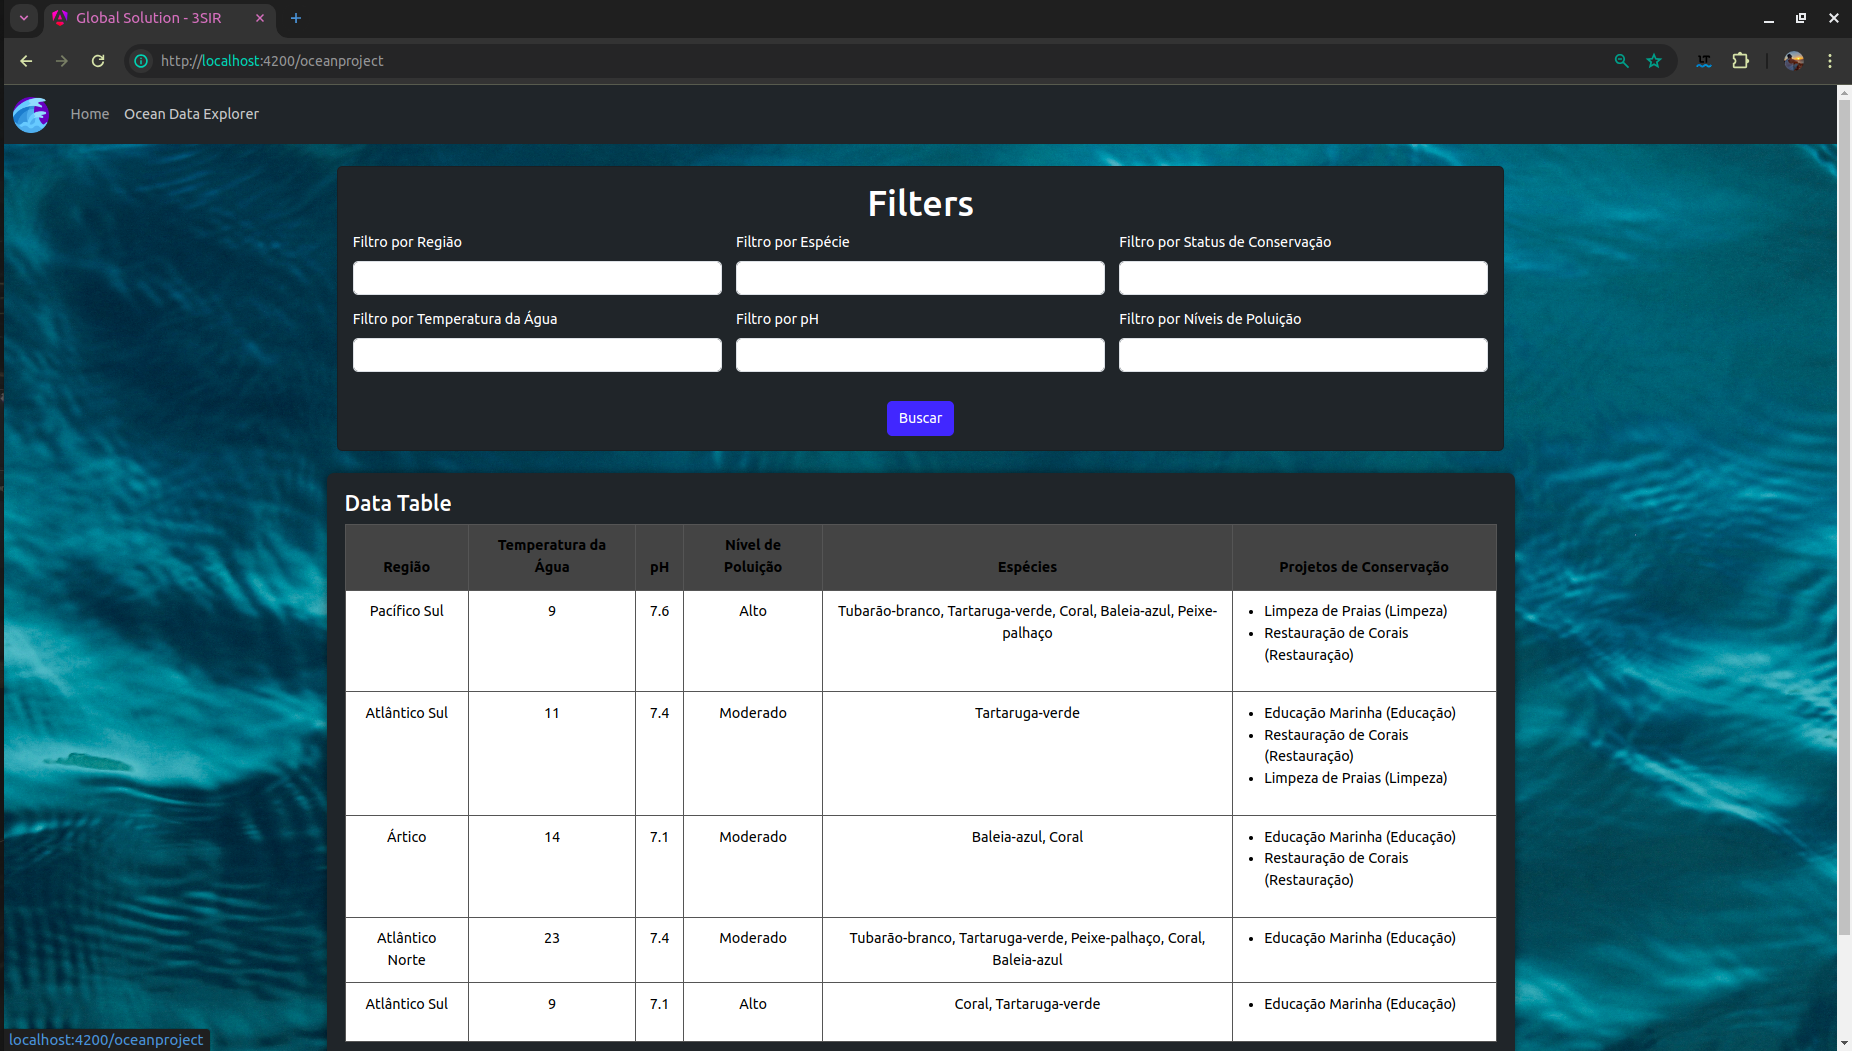 Global Solution - 3SIR
http://localhost:4200/oceanproject
Home Ocean Data Explorer
Filters
Filtro por Região Filtro por Espécie Filtro por Status de Conservação
Filtro por Temperatura da Água Filtro por pH Filtro por Níveis de Poluição
Buscar
Data Table
Região Temperatura da Água pH Nível de Poluição Espécies Projetos de Conservação
Pacífico Sul 9 7.6 Alto Tubarão-branco, Tartaruga-verde, Coral, Baleia-azul, Peixe-
palhaço
• Limpeza de Praias (Limpeza)
• Restauração de Corais
(Restauração)
Atlântico Sul 11 7.4 Moderado Tartaruga-verde
• Educação Marinha (Educação)
• Restauração de Corais
(Restauração)
• Limpeza de Praias (Limpeza)
Ártico 14 7.1 Moderado Baleia-azul, Coral
• Educação Marinha (Educação)
• Restauração de Corais
(Restauração)
Atlântico
Norte
23 7.4 Moderado Tubarão-branco, Tartaruga-verde, Peixe-palhaço, Coral,
Baleia-azul
• Educação Marinha (Educação)
Atlântico Sul 9 7.1 Alto Coral, Tartaruga-verde
• Educação Marinha (Educação)
localhost:4200/oceanproject